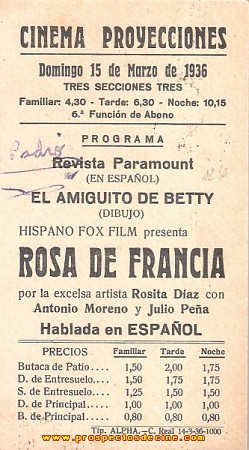 CINEMA PROYECCIONES
Domingo 15 de Marzo de 1936
TRES SECCIONES TRES
Familiar: 4,30 - Tarde: 6,30 - Noche: 10,15
6.ª Función de Abono
PROGRAMA
Revista Paramount
(EN ESPAÑOL)
EL AMIGUITO DE BETTY
(DIBUJO)
HISPANO FOX FILM presenta
ROSA DE FRANCIA
por la excelsa artista Rosita Díaz con
Antonio Moreno y Julio Peña
Hablada en ESPAÑOL
PRECIOS Familiar Tarde Noche
Butaca de Patio.... 1,50 2,00 1,75
D. de Entresuelo... 1,50 1,75 1,75
S. de Entresuelo... 1,25 1,50 1,50
D. de Principal.... 1,00 1,00 1,00
B. de Principal.... 0,80 0,80 0,80
Tip. ALPHA.-C. Real 14-3-36-1000
www.prospectosdecine.com